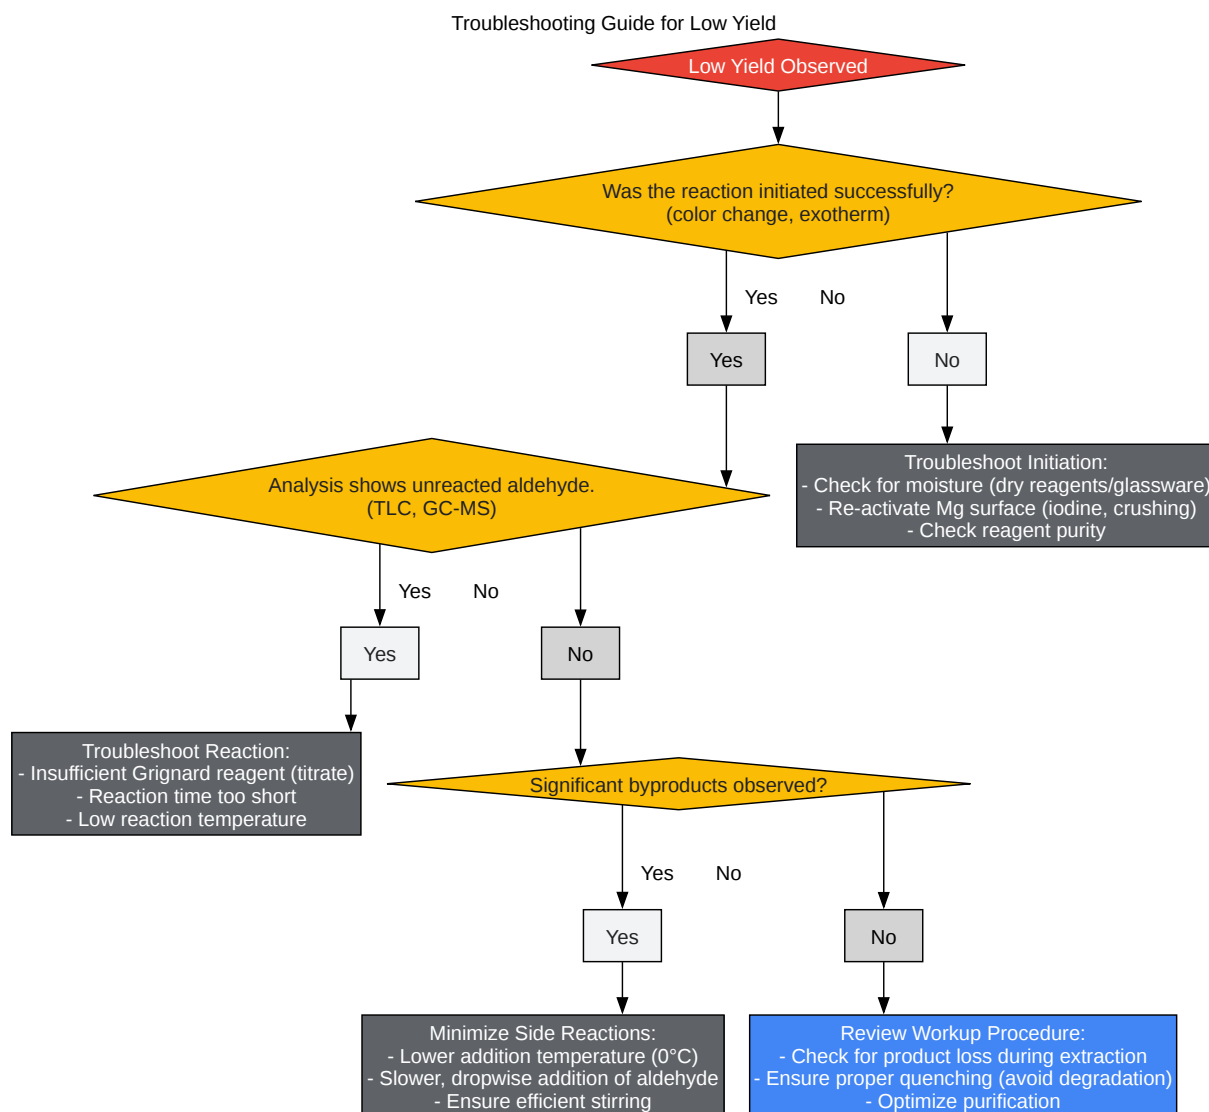 Troubleshooting Guide for Low Yield
Low Yield Observed
Was the reaction initiated successfully?
(color change, exotherm)
Yes
No
Yes
No
Analysis shows unreacted aldehyde.
(TLC, GC-MS)
Troubleshoot Initiation:
- Check for moisture (dry reagents/glassware)
- Re-activate Mg surface (iodine, crushing)
- Check reagent purity
Yes
No
Yes
No
Troubleshoot Reaction:
- Insufficient Grignard reagent (titrate)
- Reaction time too short
- Low reaction temperature
Significant byproducts observed?
Yes
No
Yes
No
Minimize Side Reactions:
- Lower addition temperature (0°C)
- Slower, dropwise addition of aldehyde
- Ensure efficient stirring
Review Workup Procedure:
- Check for product loss during extraction
- Ensure proper quenching (avoid degradation)
- Optimize purification